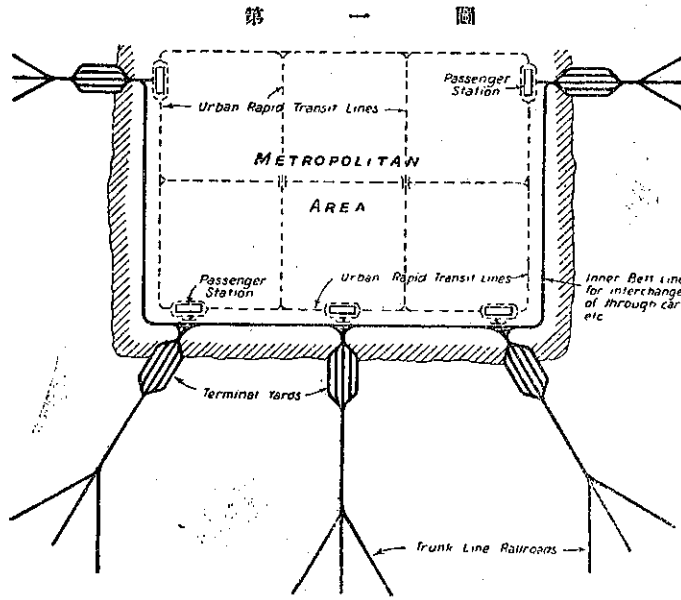 第一圖
Passenger
Station
Urban Rapid Transit Lines
METROPOLITAN
AREA
Passenger
Station
Urban Rapid Transit Lines
Inner Belt Line
for interchange
of through car
etc
Terminal Yards
Trunk Line Railroads